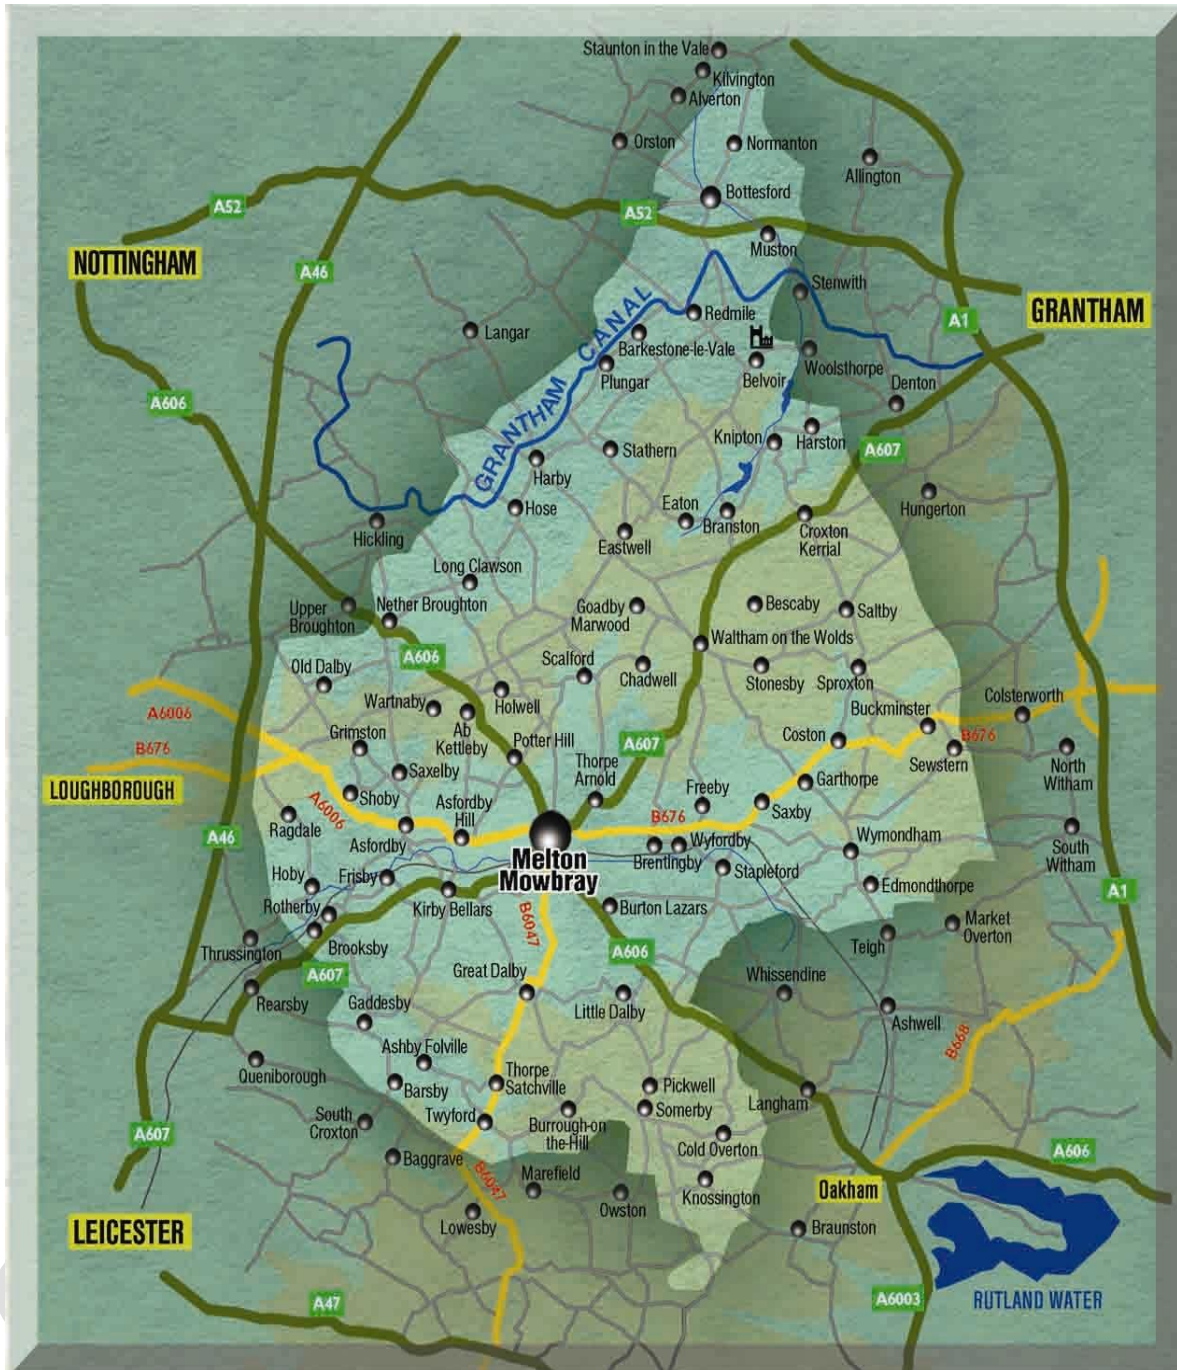 Staunton in the Vale
Kilvington
Alverton
Orston
Normanton
Allington
Bottesford
A52
A52
Muston
NOTTINGHAM
A46
Stenwith
GRANTHAM
A1
Redmile
Langar
Barkestone-le-Vale
GRANTHAM CANAL
Plungar
Belvoir
Woolsthorpe
Denton
A606
Knipton
Harston
Stathern
A607
Harby
Hose
Eaton
Branston
Hungerton
Croxton
Kerrial
Hickling
Eastwell
Long Clawson
Upper
Broughton
Nether Broughton
Goadby
Marwood
Bescaby
Saltby
Waltham on the Wolds
A606
Scalford
Chadwell
Old Dalby
Stonesby
Sproxton
Wartnaby
Holwell
Colsterworth
A6006
Buckminster
Grimston
Ab
Kettleby
Potter Hill
A607
Coston
B676
B676
Sewstern
North
Witham
Saxelby
Thorpe
Arnold
Garthorpe
LOUGHBOROUGH
Shoby
Asfordby
Hill
Freeby
Saxby
A6006
B676
Ragdale
A46
Asfordby
Wyfordby
Brentingby
Wymondham
South
Witham
Melton
Mowbray
Stapleford
Hoby
Frisby
Edmondthorpe
A1
Rotherby
Kirby Bellars
B6047
Burton Lazars
Market
Overton
Thrussington
Brooksby
A606
Teigh
A607
Great Dalby
Whissendine
Rearsby
Gaddesby
Little Dalby
Ashwell
Ashby Folville
B668
Queniborough
Barsby
Thorpe
Satchville
Pickwell
Langham
South
Croxton
Twyford
Burrough-on
the-Hill
Somerby
A607
Cold Overton
A606
Baggrave
B6047
Marefield
Oakham
Owston
Knossington
LEICESTER
Lowesby
Braunston
A47
A6003
RUTLAND WATER